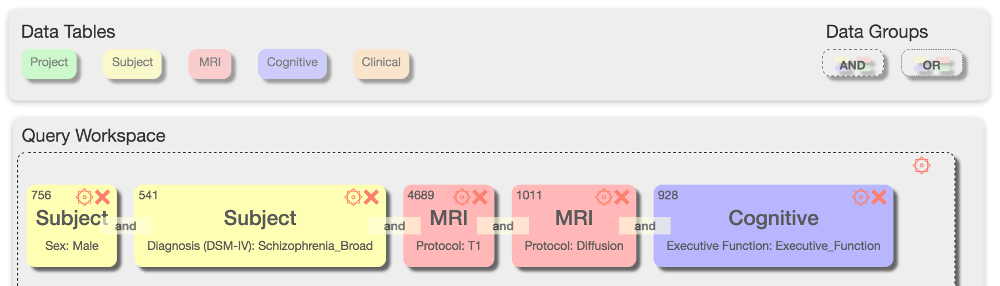 Data Tables
Data Groups
Project
Subject
MRI
Cognitive
Clinical
AND
OR
Query Workspace
756
Subject
Sex: Male
and
541
Subject
Diagnosis (DSM-IV): Schizophrenia_Broad
and
4689
MRI
Protocol: T1
and
1011
MRI
Protocol: Diffusion
and
928
Cognitive
Executive Function: Executive_Function